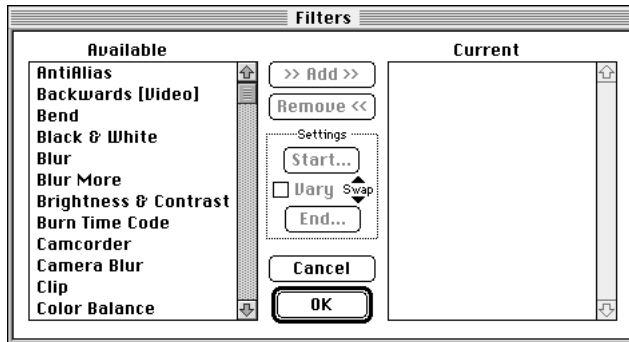 Filters
Available
AntiAlias
Backwards [Video]
Bend
Black & White
Blur
Blur More
Brightness & Contrast
Burn Time Code
Camcorder
Camera Blur
Clip
Color Balance
>> Add >>
Remove <<
Settings
Start...
Vary Swap
End...
Cancel
OK
Current